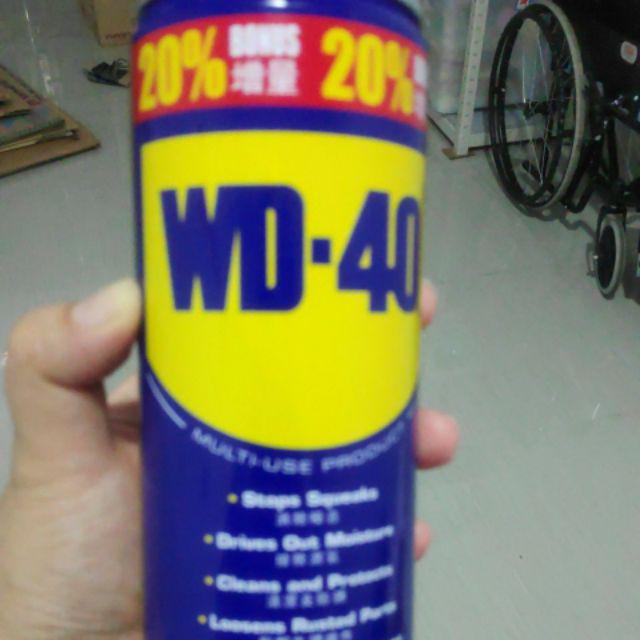 20% BONUS 增量 20%
WD-40
MULTI-USE PRODUCT
• Stops Squeaks
• Drives Out Moisture
• Cleans and Protects
• Loosens Rusted Parts